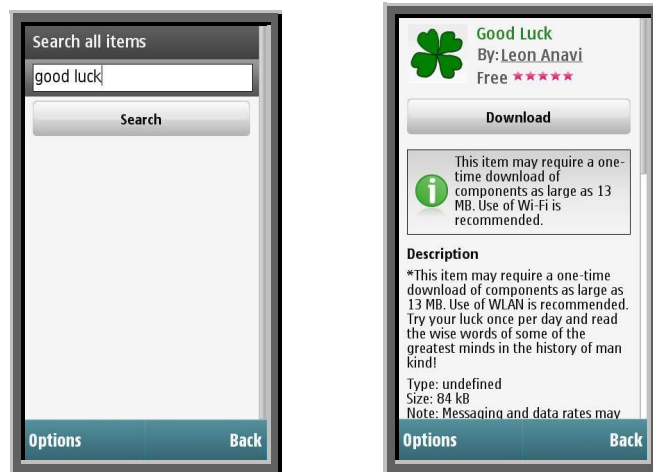 Search all items
good luck
Search
Options
Back
Good Luck
By: Leon Anavi
Free
Download
This item may require a one-
time download of
components as large as 13
MB. Use of Wi-Fi is
recommended.
Description
*This item may require a one-time
download of components as large as
13 MB. Use of WLAN is recommended.
Try your luck once per day and read
the wise words of some of the
greatest minds in the history of man
kind!
Type: undefined
Size: 84 kB
Note: Messaging and data rates may
Options
Back